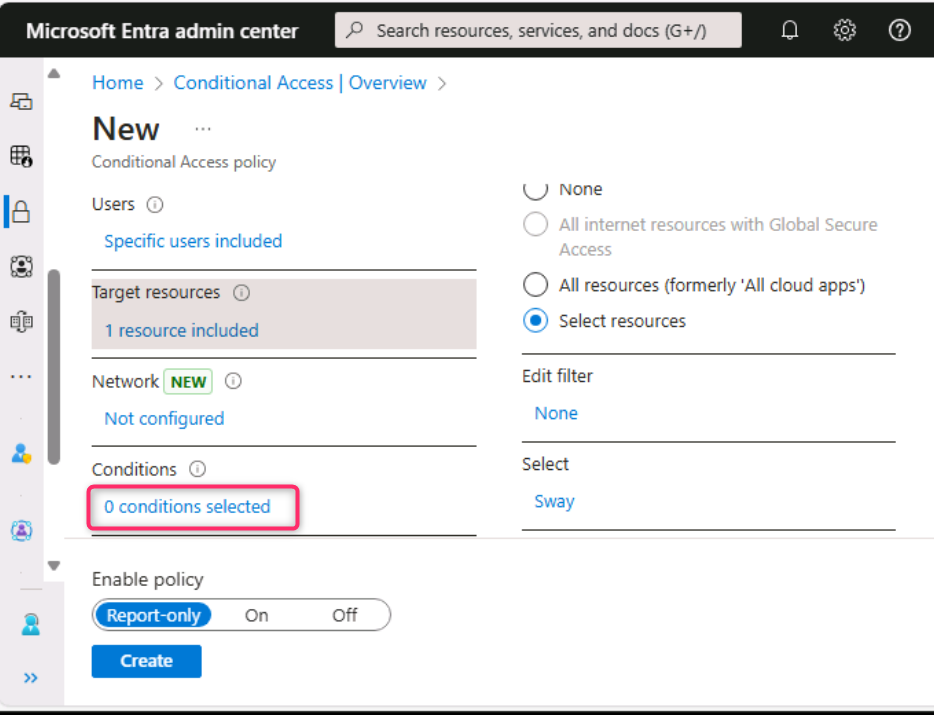 Microsoft Entra admin center
Search resources, services, and docs (G+/)
Home > Conditional Access | Overview >
New ...
Conditional Access policy
Users
Specific users included
Target resources
1 resource included
Network NEW
Not configured
Conditions
0 conditions selected
None
All internet resources with Global Secure
Access
All resources (formerly 'All cloud apps')
Select resources
Edit filter
None
Select
Sway
Enable policy
Report-only On Off
Create